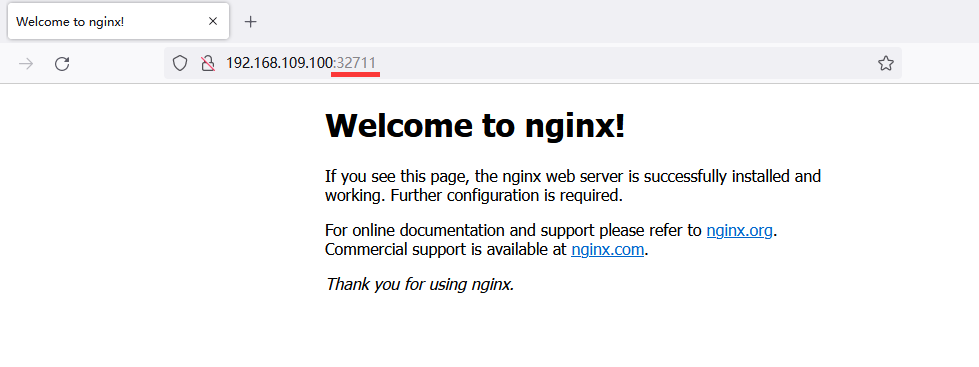 Welcome to nginx!
192.168.109.100:32711
Welcome to nginx!
If you see this page, the nginx web server is successfully installed and
working. Further configuration is required.
For online documentation and support please refer to nginx.org.
Commercial support is available at nginx.com.
Thank you for using nginx.